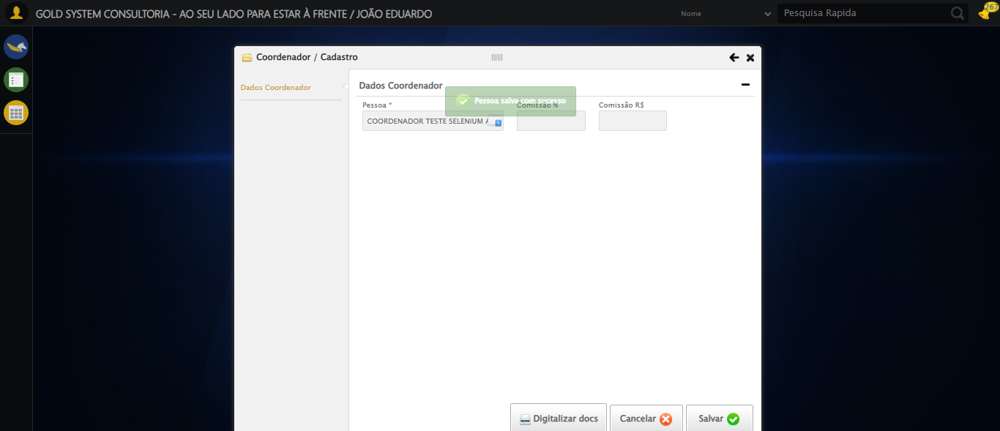 GOLD SYSTEM CONSULTORIA - AO SEU LADO PARA ESTAR À FRENTE / JOÃO EDUARDO
Nome
Pesquisa Rapida
267
Coordenador / Cadastro
Dados Coordenador
Dados Coordenador
Pessoa salva com sucesso
Pessoa *
Comissão %
Comissão R$
COORDENADOR TESTE SELENIUM A
Digitalizar docs
Cancelar
Salvar